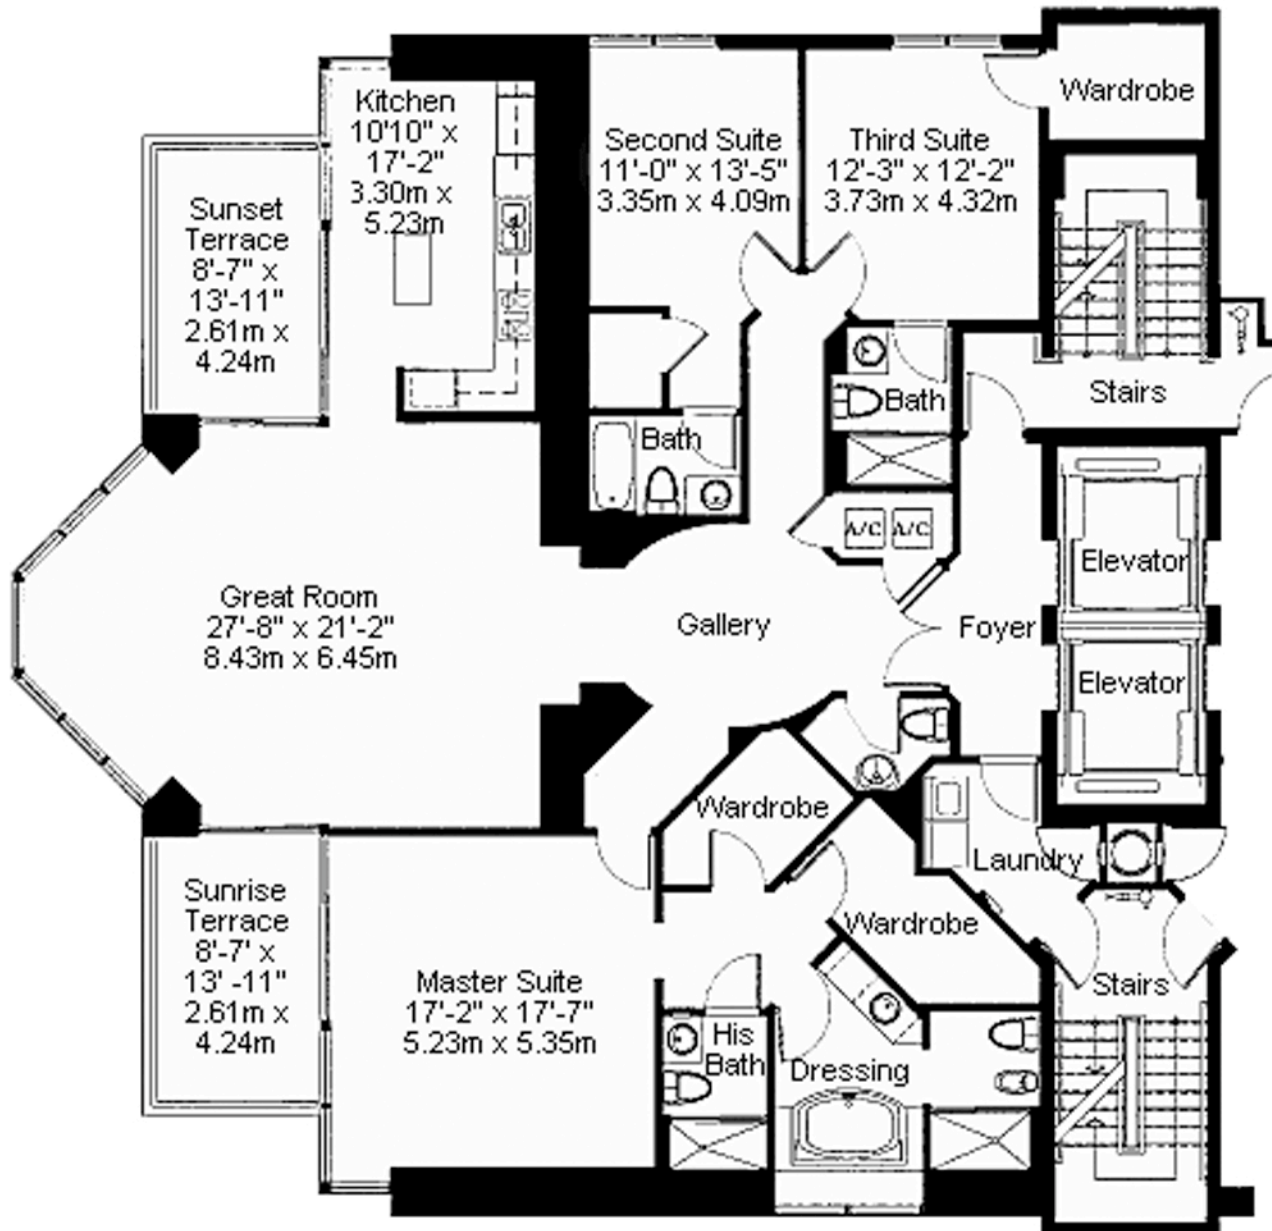 Kitchen
10'10" x
17'-2"
3.30m x
5.23m
Second Suite
11'-0" x 13'-5"
3.35m x 4.09m
Third Suite
12'-3" x 12'-2"
3.73m x 4.32m
Wardrobe
Sunset
Terrace
8'-7" x
13'-11"
2.61m x
4.24m
Bath
Stairs
Bath
A/C
A/C
Elevator
Great Room
27'-8" x 21'-2"
8.43m x 6.45m
Gallery
Foyer
Elevator
Wardrobe
Laundry
Sunrise
Terrace
8'-7' x
13' -11"
2.61m x
4.24m
Wardrobe
Master Suite
17'-2" x 17'-7"
5.23m x 5.35m
Stairs
His
Bath
Dressing